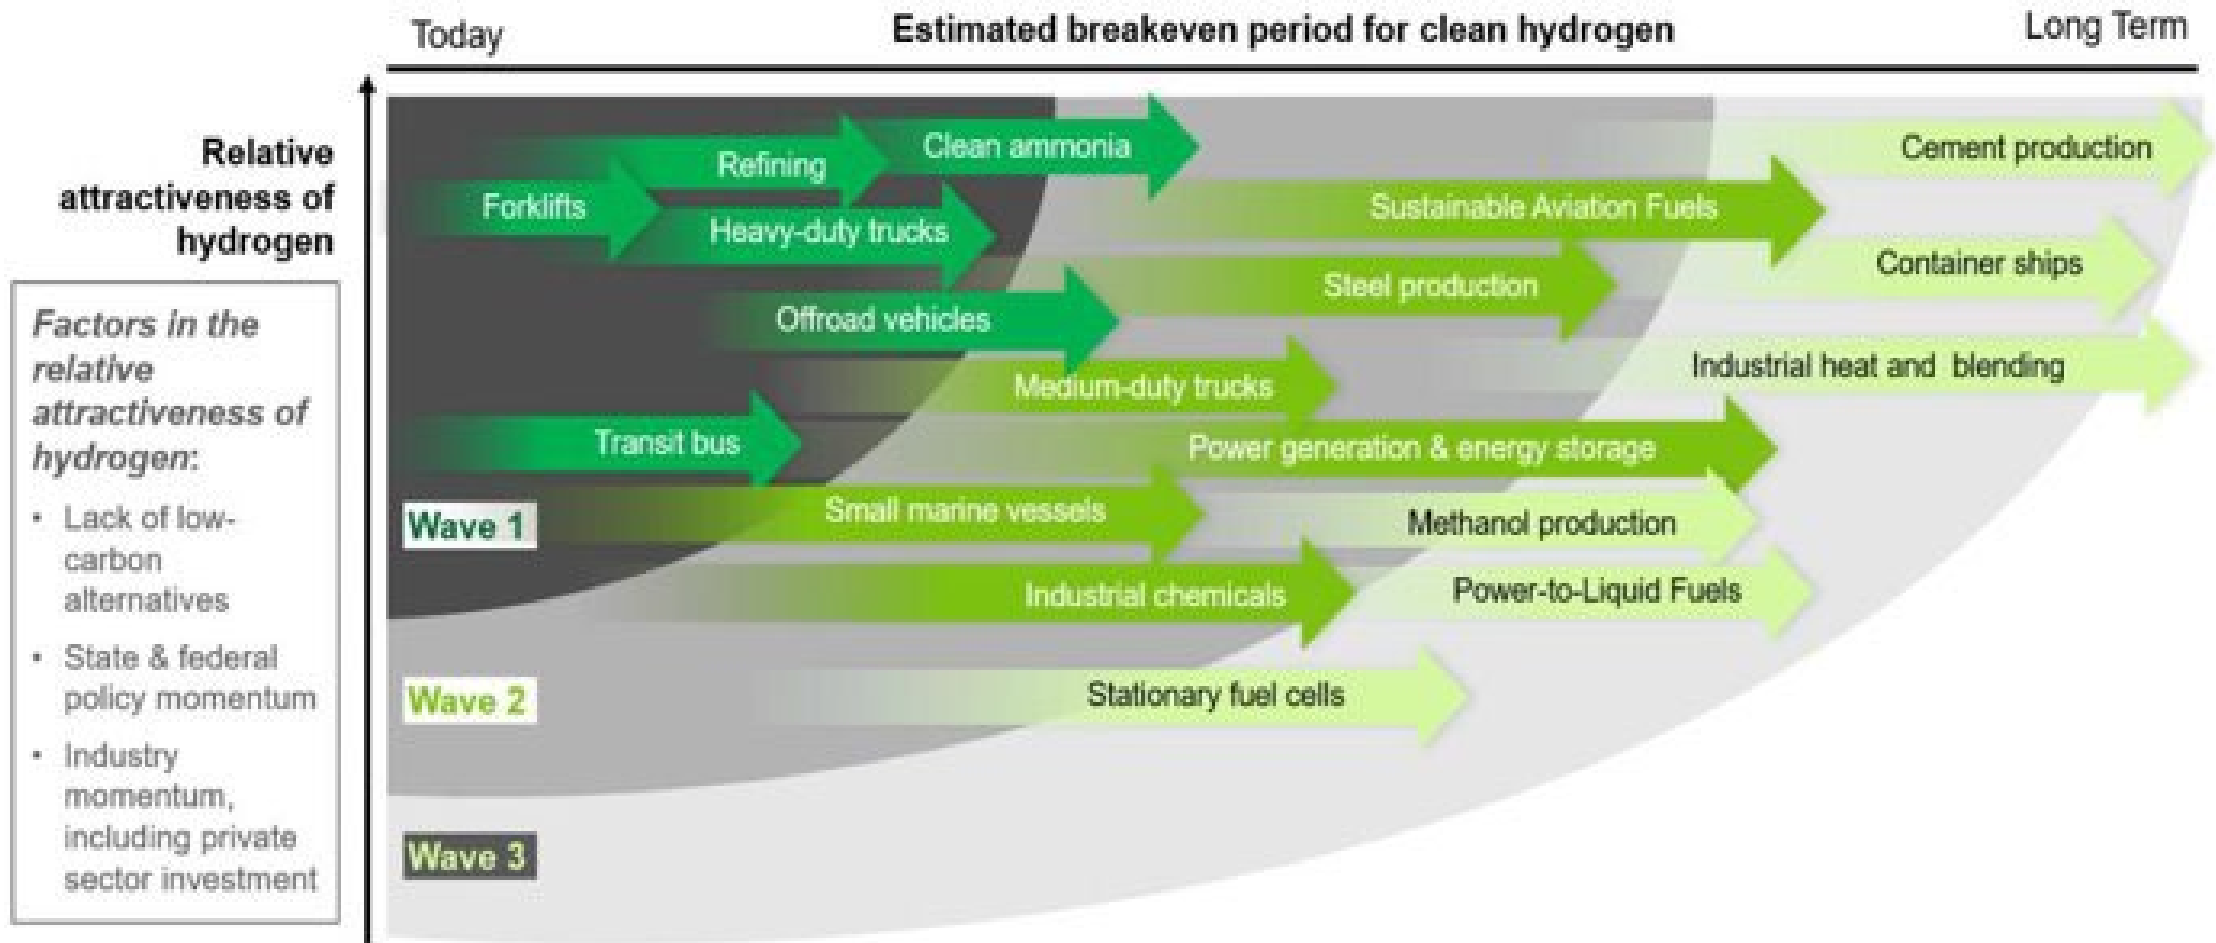 Today
Estimated breakeven period for clean hydrogen
Long Term
Relative
attractiveness of
hydrogen
Factors in the
relative
attractiveness of
hydrogen:
• Lack of low-
carbon
alternatives
• State & federal
policy momentum
• Industry
momentum,
including private
sector investment
Clean ammonia
Cement production
Refining
Forklifts
Sustainable Aviation Fuels
Heavy-duty trucks
Container ships
Steel production
Offroad vehicles
Industrial heat and blending
Medium-duty trucks
Transit bus
Power generation & energy storage
Small marine vessels
Wave 1
Methanol production
Industrial chemicals
Power-to-Liquid Fuels
Wave 2
Stationary fuel cells
Wave 3